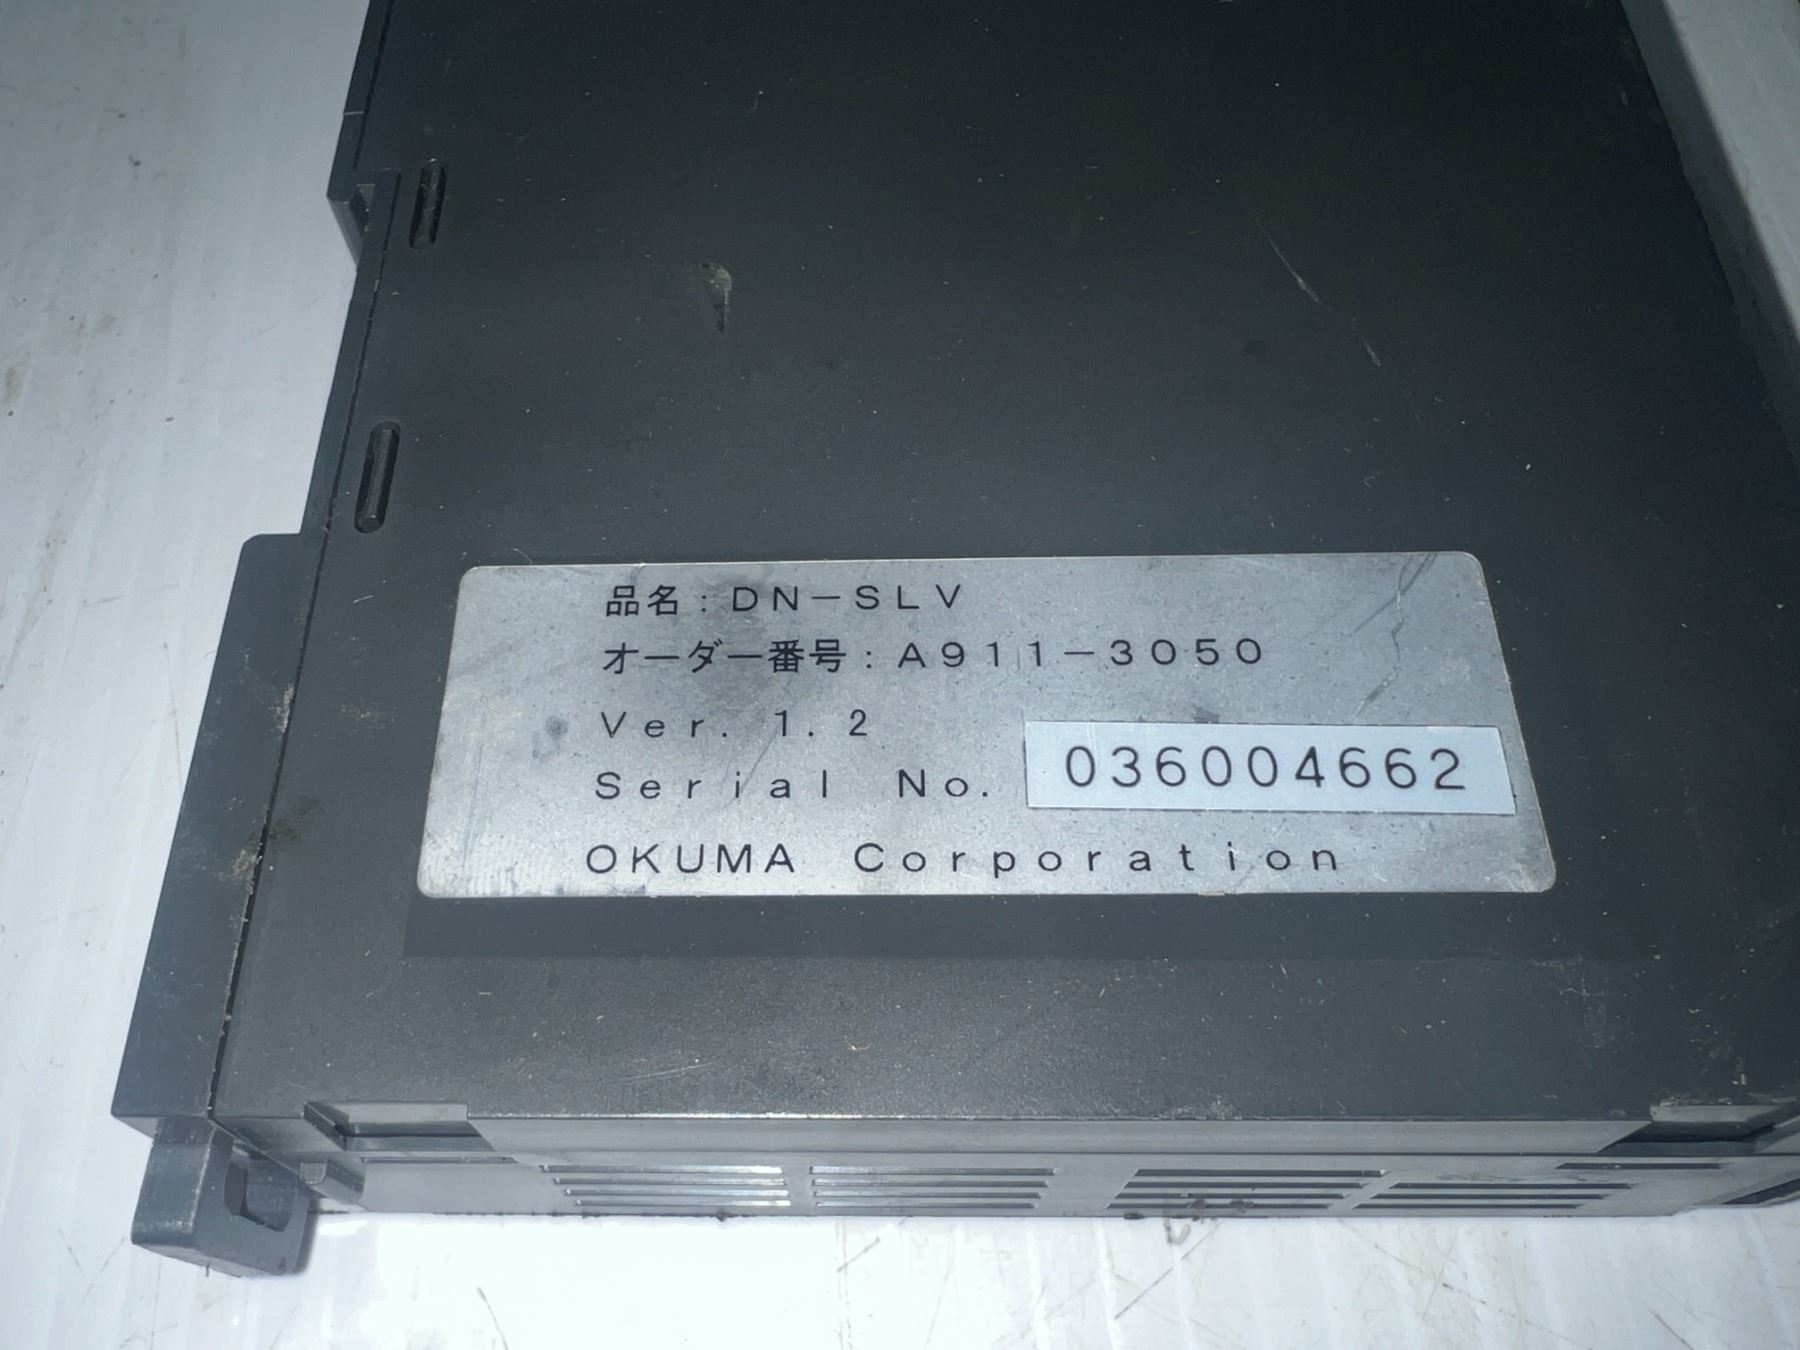 品名：DN－SLV
オーダー番号：A911－3050
Ver. 1.2
Serial No. 036004662
OKUMA Corporation